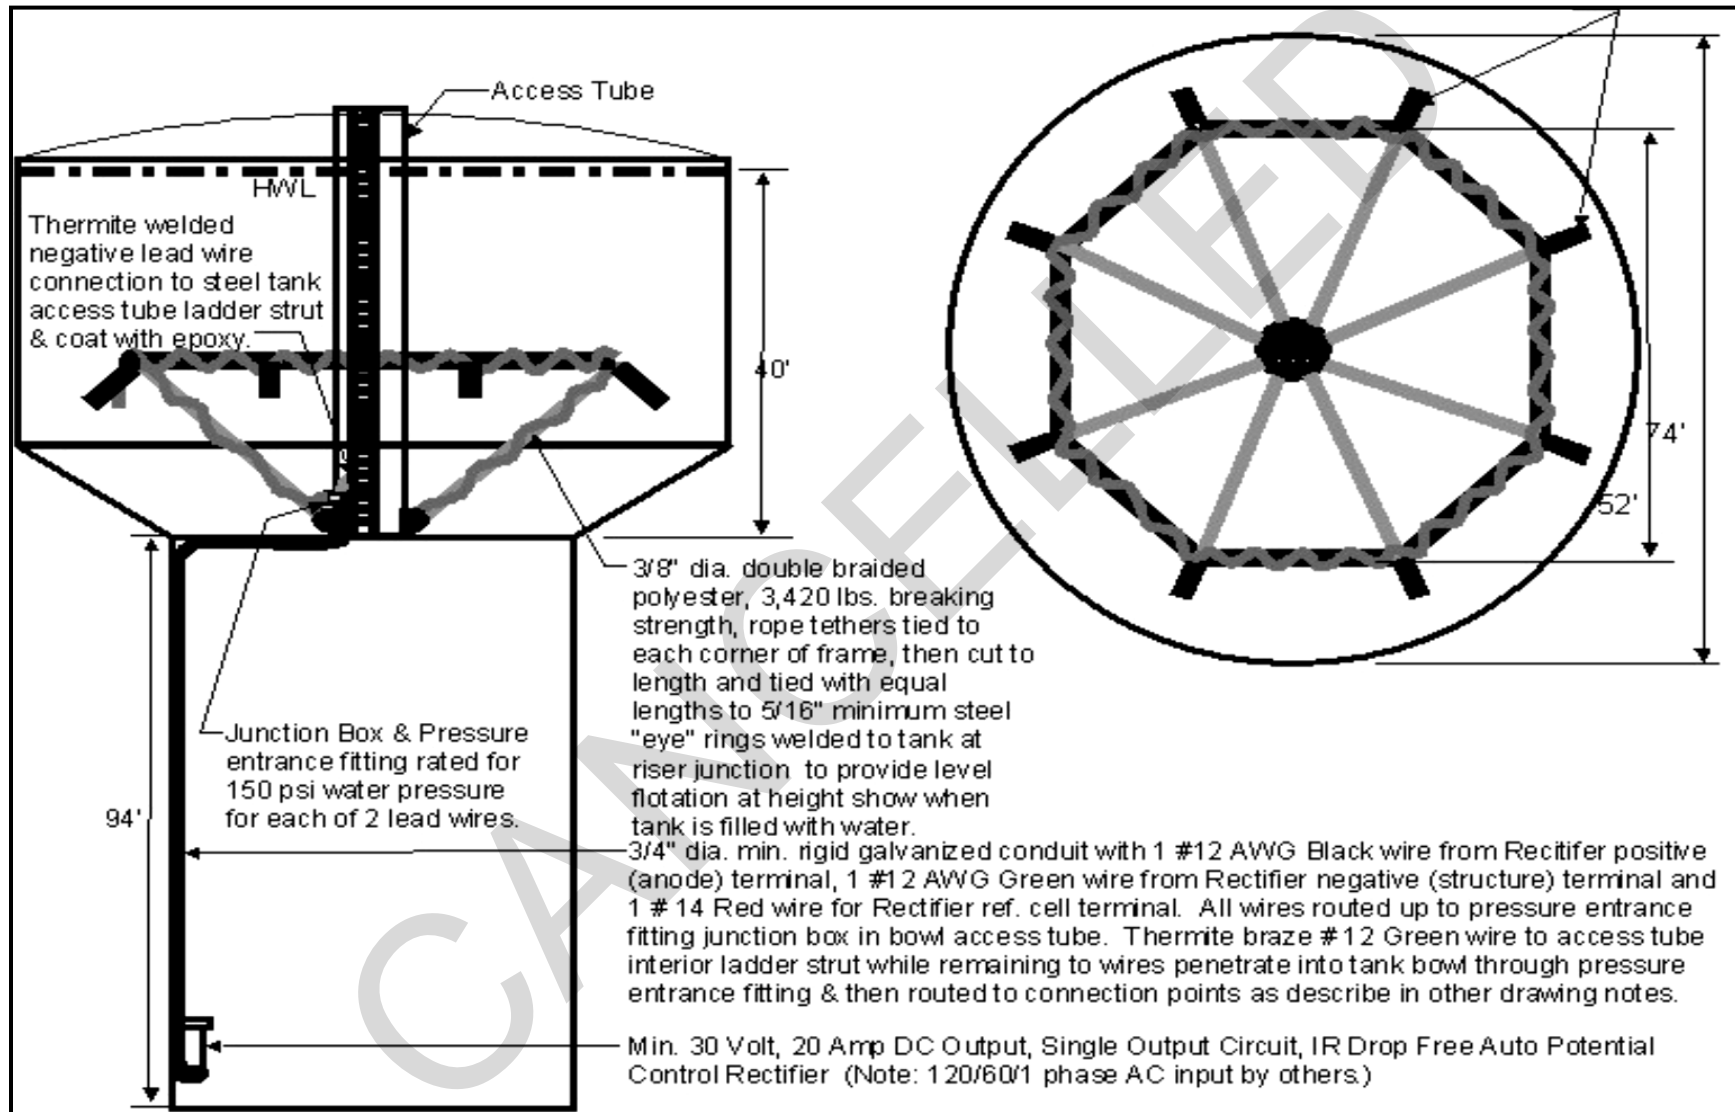 Access Tube
HWL
Thermite welded
negative lead wire
connection to steel tank
access tube ladder strut
& coat with epoxy.
40'
74'
52'
3/8" dia. double braided
polyester, 3,420 lbs. breaking
strength, rope tethers tied to
each corner of frame, then cut to
length and tied with equal
lengths to 5/16" minimum steel
"eye" rings welded to tank at
riser junction to provide level
flotation at height show when
tank is filled with water.
Junction Box & Pressure
entrance fitting rated for
150 psi water pressure
for each of 2 lead wires.
94'
3/4" dia. min. rigid galvanized conduit with 1 #12 AWG Black wire from Recitifer positive
(anode) terminal, 1 #12 AWG Green wire from Rectifier negative (structure) terminal and
1 # 14 Red wire for Rectifier ref. cell terminal. All wires routed up to pressure entrance
fitting junction box in bowl access tube. Thermite braze # 12 Green wire to access tube
interior ladder strut while remaining to wires penetrate into tank bowl through pressure
entrance fitting & then routed to connection points as describe in other drawing notes.
Min. 30 Volt, 20 Amp DC Output, Single Output Circuit, IR Drop Free Auto Potential
Control Rectifier (Note: 120/60/1 phase AC input by others.)
CANCELLED